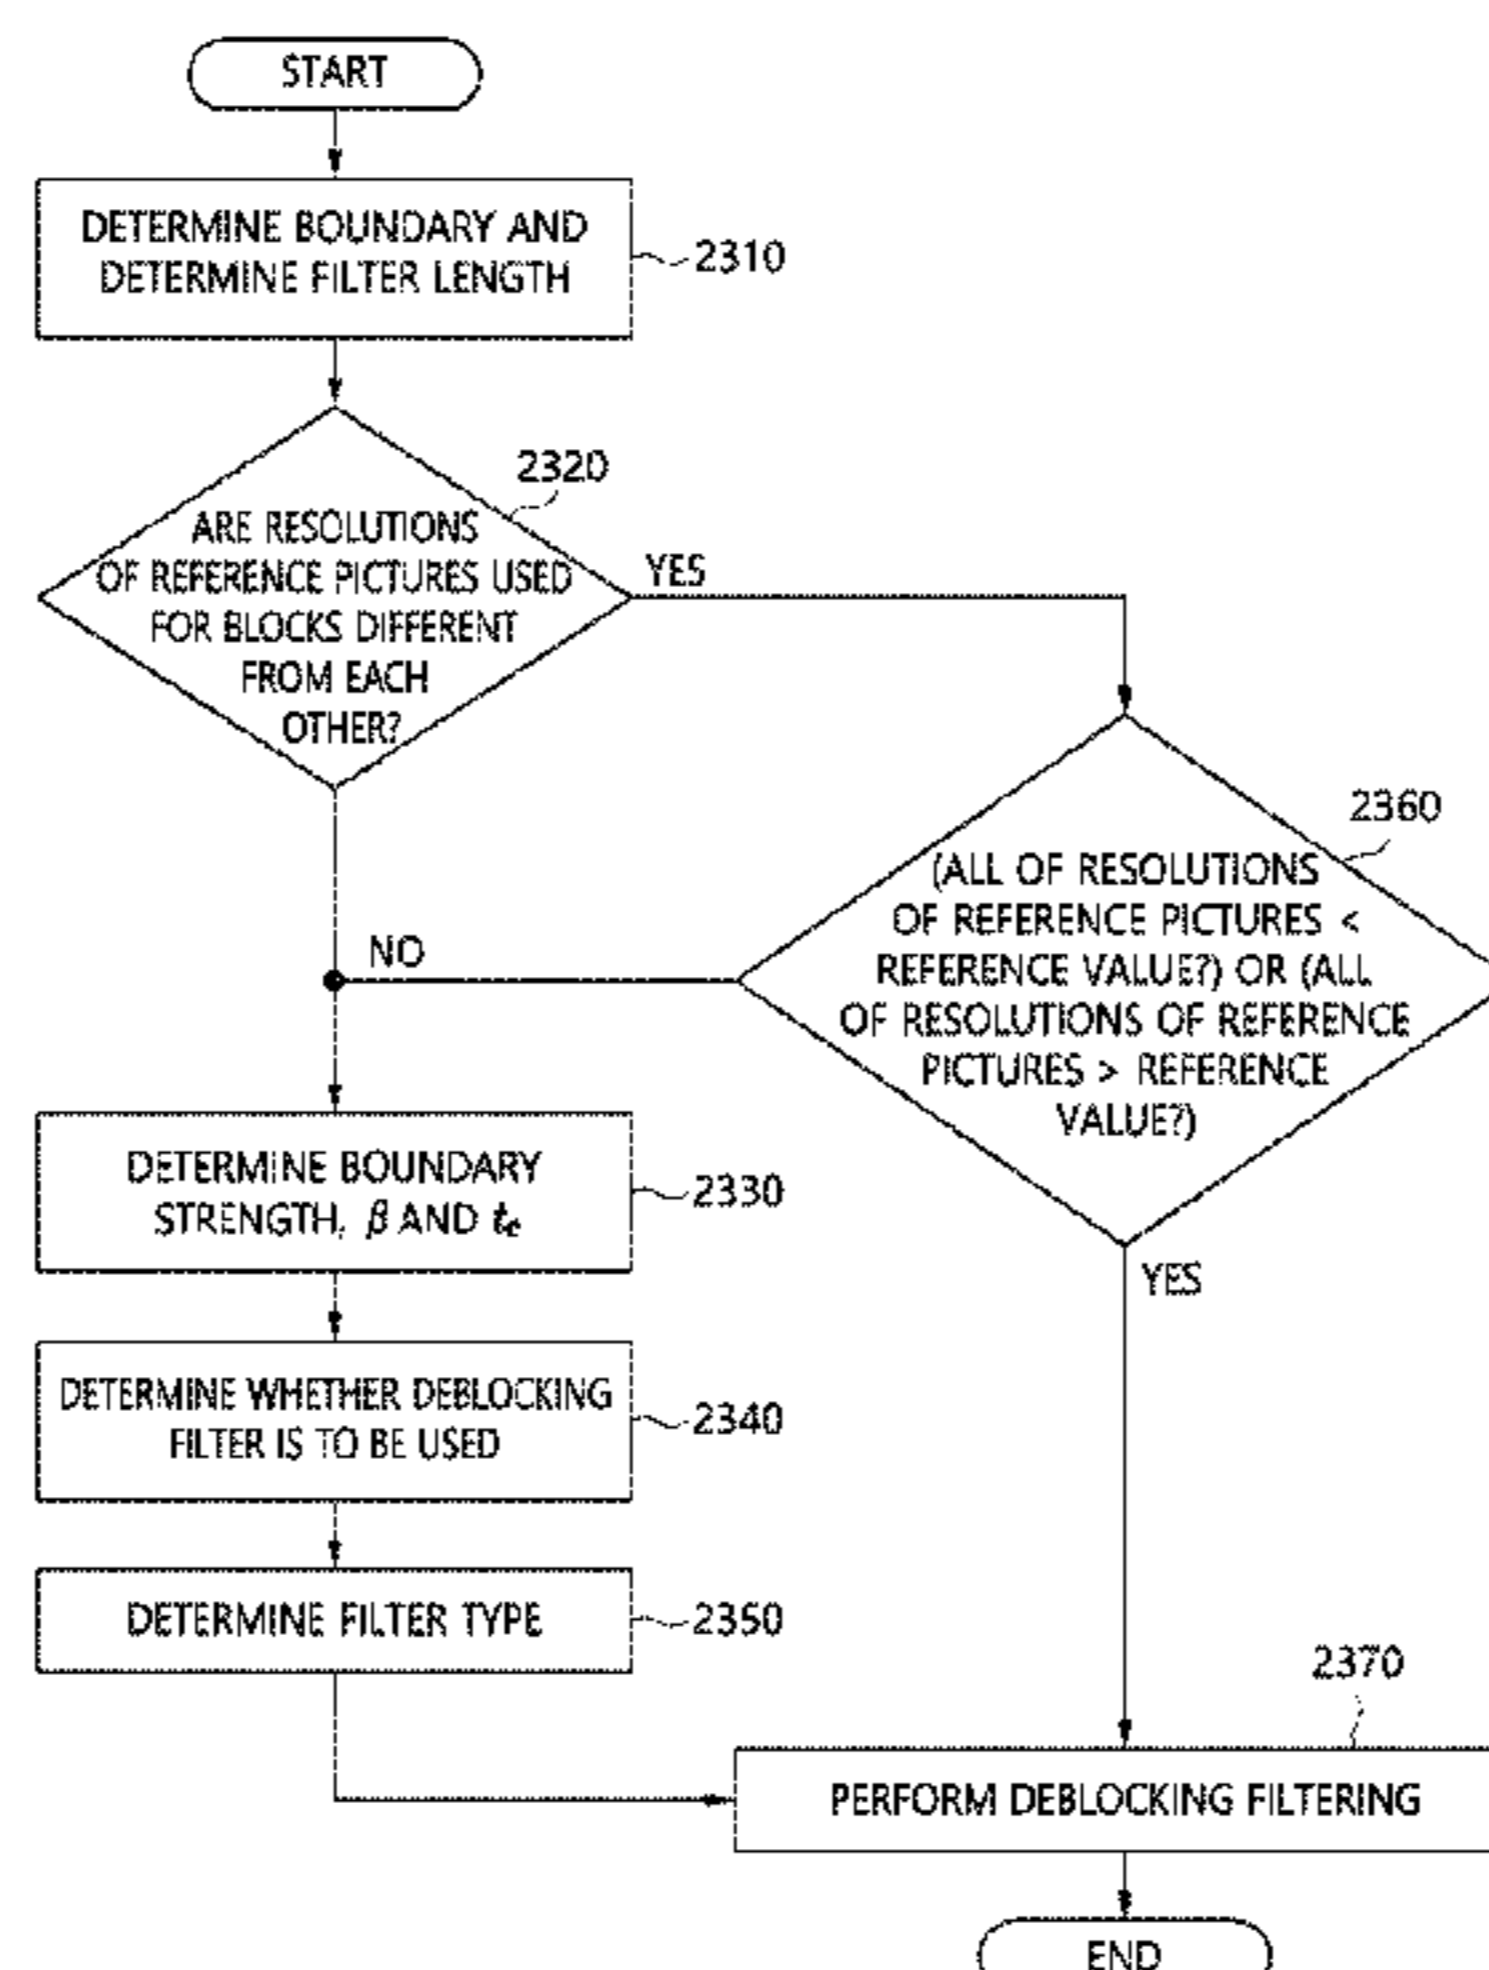 START
DETERMINE BOUNDARY AND
DETERMINE FILTER LENGTH
2310
2320
ARE RESOLUTIONS
OF REFERENCE PICTURES USED
FOR BLOCKS DIFFERENT
FROM EACH
OTHER?
YES
2360
(ALL OF RESOLUTIONS
OF REFERENCE PICTURES <
REFERENCE VALUE?) OR (ALL
OF RESOLUTIONS OF REFERENCE
PICTURES > REFERENCE
VALUE?)
NO
YES
DETERMINE BOUNDARY
STRENGTH, β AND tc
2330
DETERMINE WHETHER DEBLOCKING
FILTER IS TO BE USED
2340
DETERMINE FILTER TYPE
2350
2370
PERFORM DEBLOCKING FILTERING
END